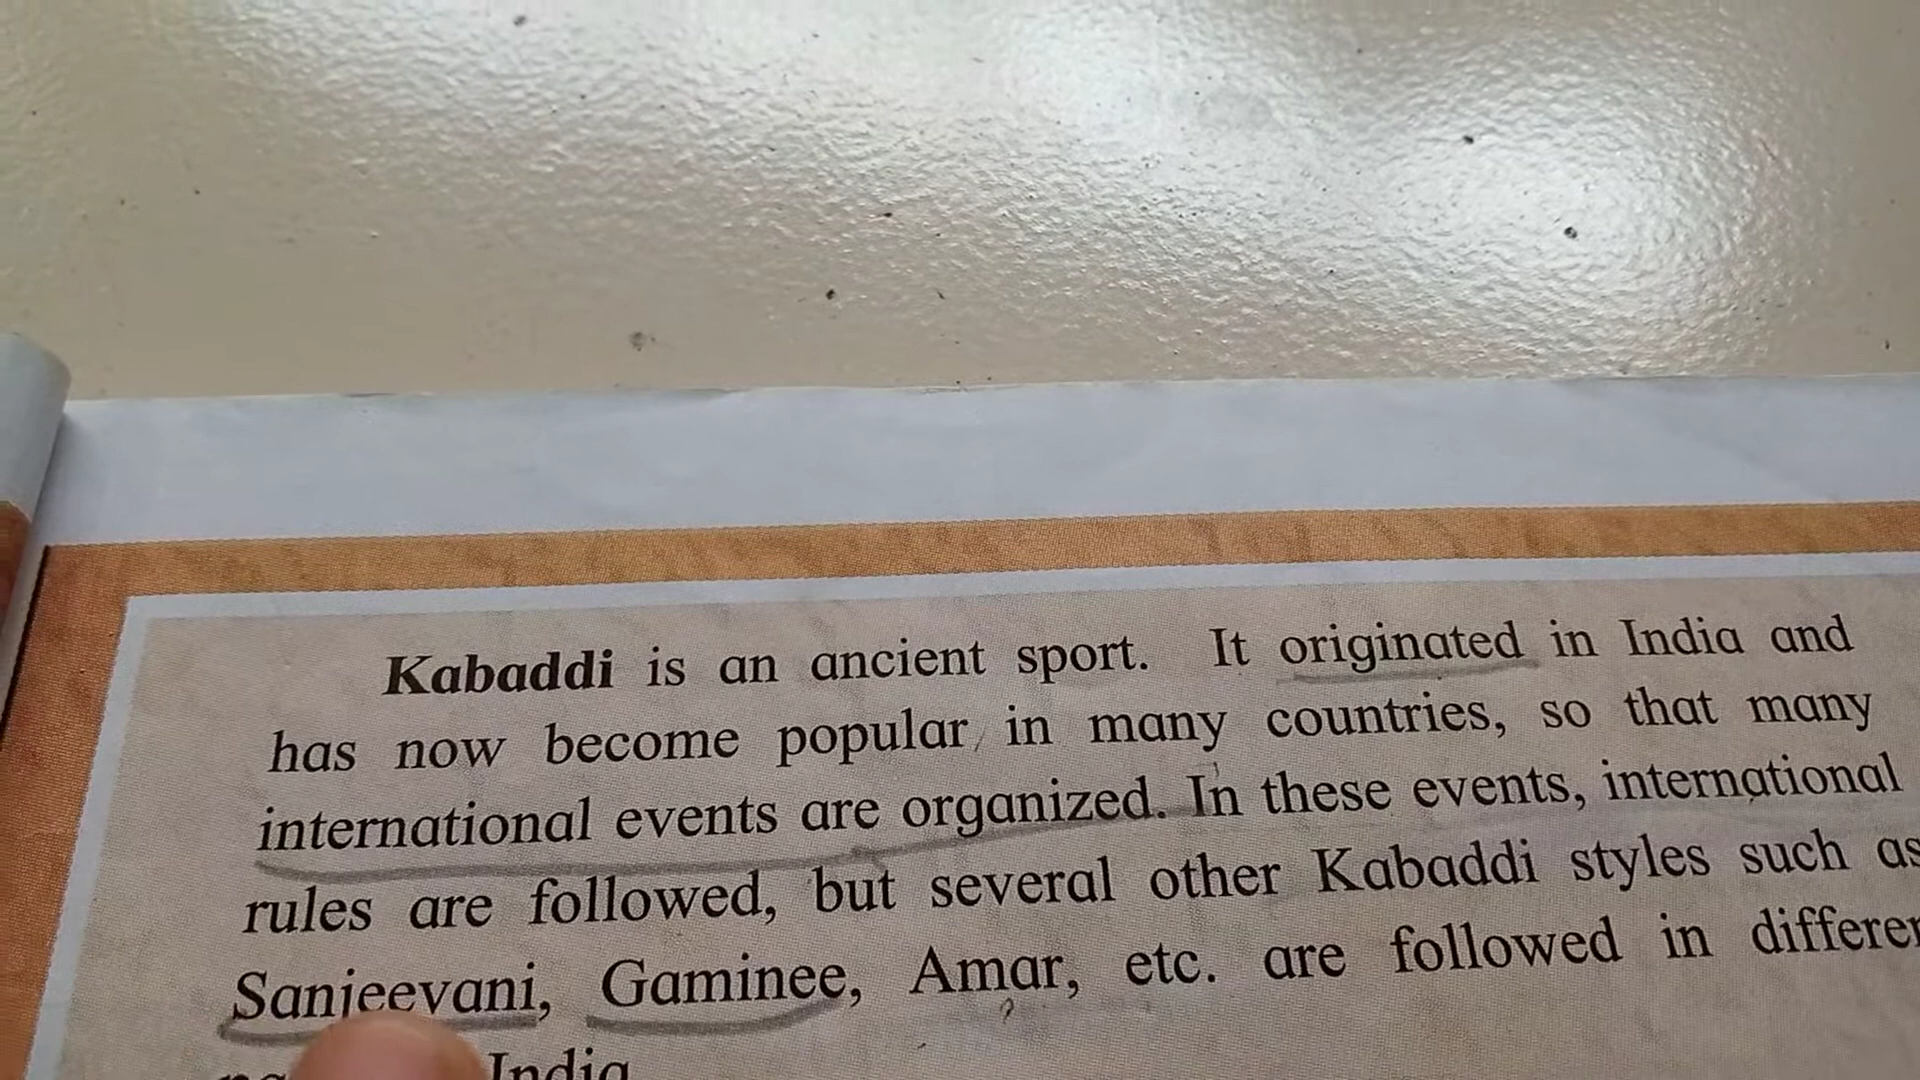 Kabaddi is an ancient sport. It originated in India and
has now become popular in many countries, so that many
international events are organized. In these events, international
rules are followed, but several other Kabaddi styles such as
Sanjeevani, Gaminee, Amar, etc. are followed in
India